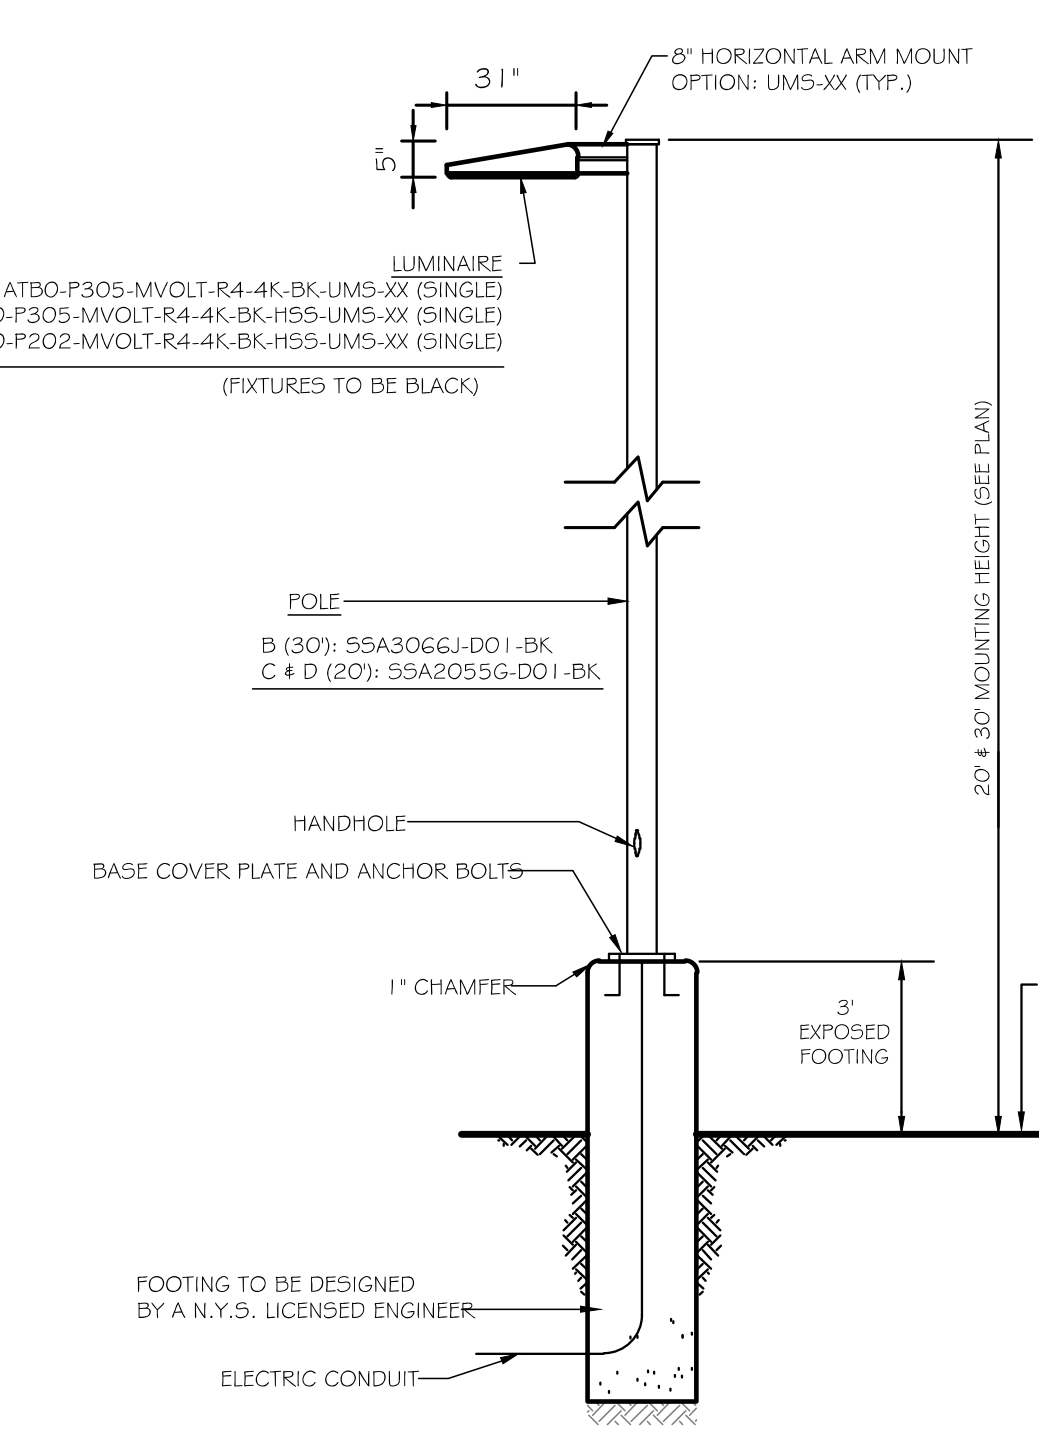 31"
8" HORIZONTAL ARM MOUNT
OPTION: UMS-XX (TYP.)
5"
LUMINAIRE
ATB0-P305-MVOLT-R4-4K-BK-UMS-XX (SINGLE)
0-P305-MVOLT-R4-4K-BK-HSS-UMS-XX (SINGLE)
0-P202-MVOLT-R4-4K-BK-HSS-UMS-XX (SINGLE)
(FIXTURES TO BE BLACK)
20' & 30' MOUNTING HEIGHT (SEE PLAN)
POLE
B (30'): SSA3066J-D01-BK
C & D (20'): SSA2055G-D01-BK
HANDHOLE
BASE COVER PLATE AND ANCHOR BOLTS
1" CHAMFER
3'
EXPOSED
FOOTING
FOOTING TO BE DESIGNED
BY A N.Y.S. LICENSED ENGINEER
ELECTRIC CONDUIT